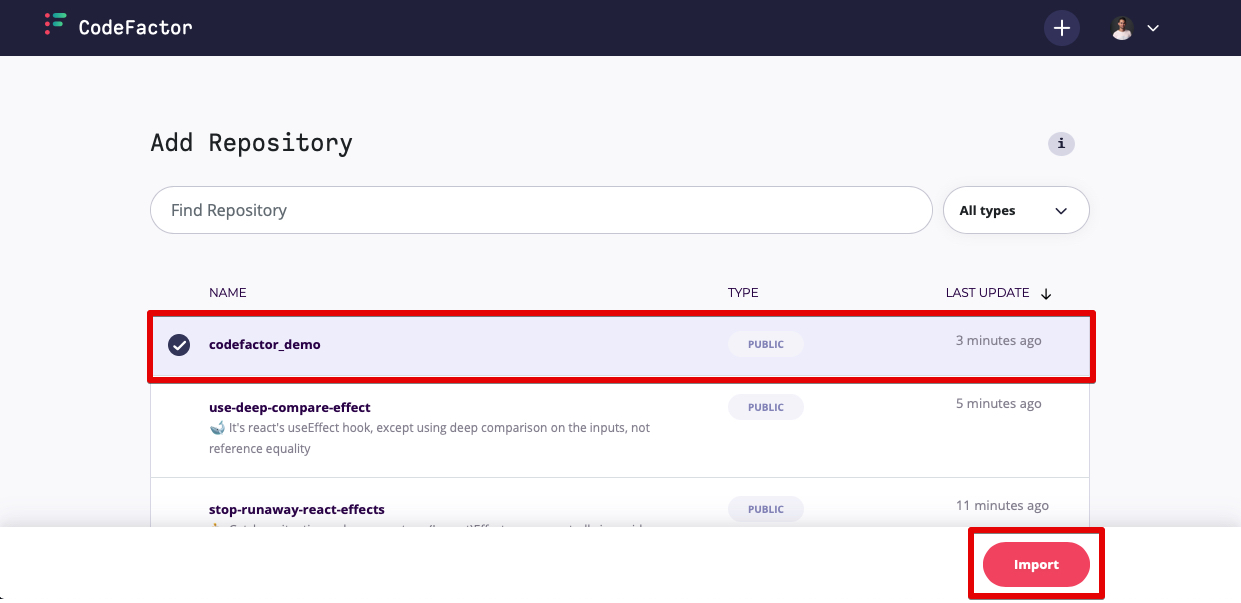 CodeFactor
Add Repository
i
Find Repository
All types
NAME TYPE LAST UPDATE
codefactor_demo PUBLIC 3 minutes ago
use-deep-compare-effect PUBLIC 5 minutes ago
It's react's useEffect hook, except using deep comparison on the inputs, not
reference equality
stop-runaway-react-effects PUBLIC 11 minutes ago
Import